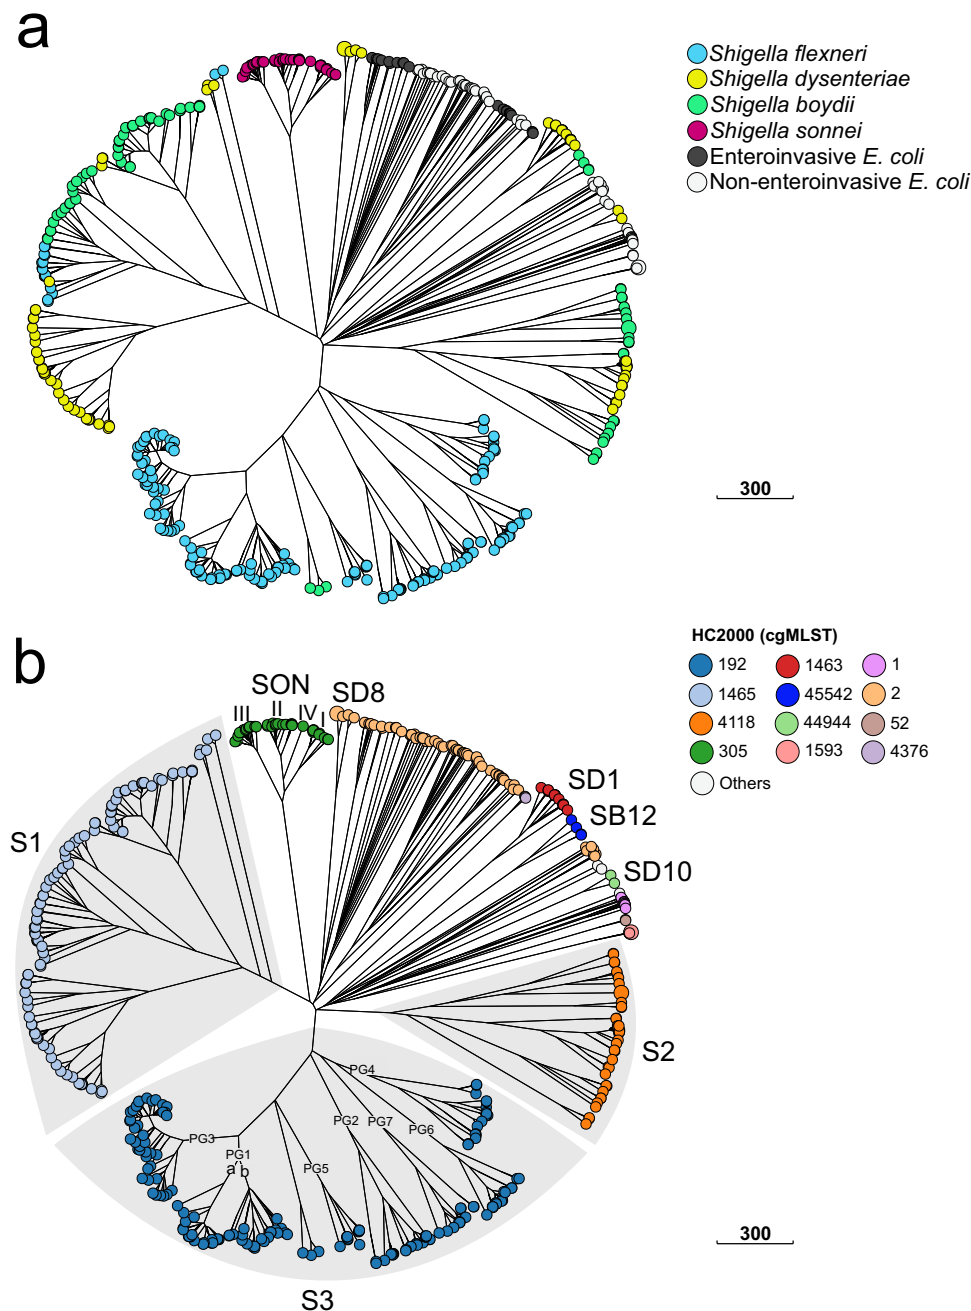 a
Shigella flexneri
Shigella dysenteriae
Shigella boydii
Shigella sonnei
Enteroinvasive E. coli
Non-enteroinvasive E. coli
300
b
HC2000 (cgMLST)
192
1463
1
1465
45542
2
4118
44944
52
305
1593
4376
Others
SON
SD8
III
II
IV
I
SD1
SB12
SD10
S1
S2
PG4
PG2
PG7
PG6
PG3
PG1
a
b
PG5
300
S3